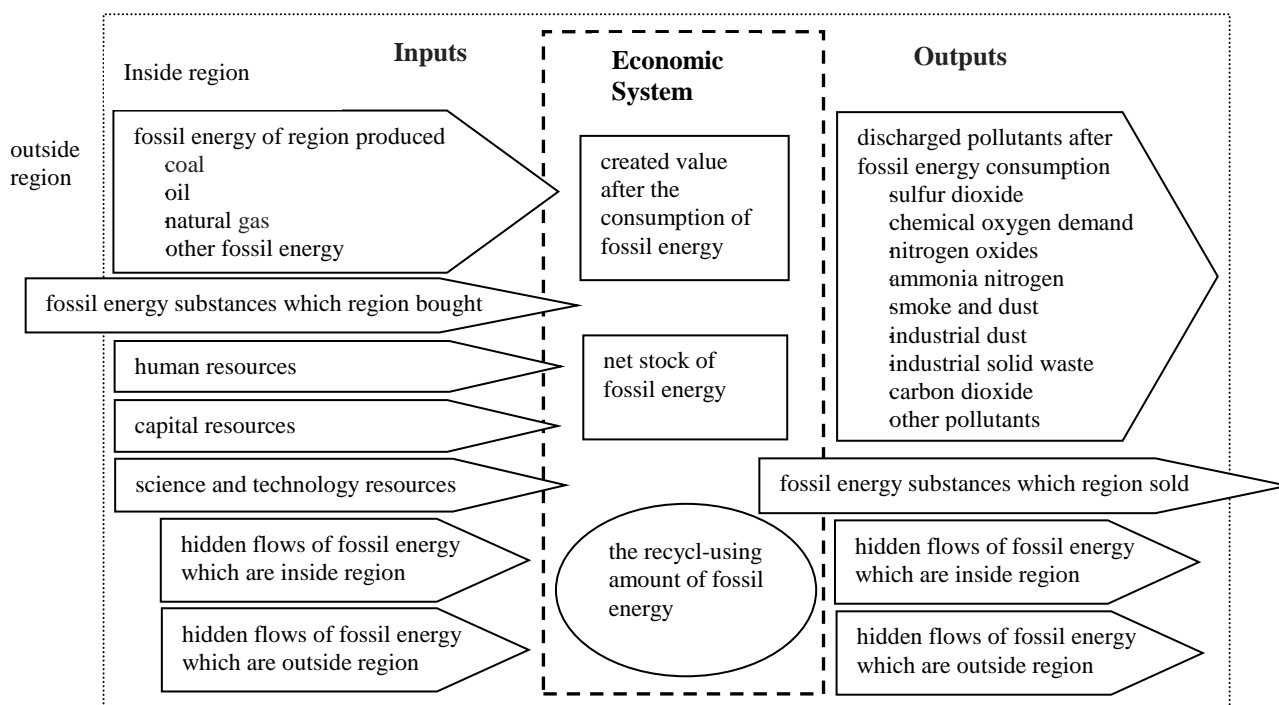 Inputs
Economic
System
Outputs
Inside region
outside
region
fossil energy of region produced
coal
oil
natural gas
other fossil energy
fossil energy substances which region bought
human resources
capital resources
science and technology resources
hidden flows of fossil energy
which are inside region
hidden flows of fossil energy
which are outside region
created value
after the
consumption of
fossil energy
net stock of
fossil energy
the recycl-using
amount of fossil
energy
discharged pollutants after
fossil energy consumption
sulfur dioxide
chemical oxygen demand
nitrogen oxides
ammonia nitrogen
smoke and dust
industrial dust
industrial solid waste
carbon dioxide
other pollutants
fossil energy substances which region sold
hidden flows of fossil energy
which are inside region
hidden flows of fossil energy
which are outside region